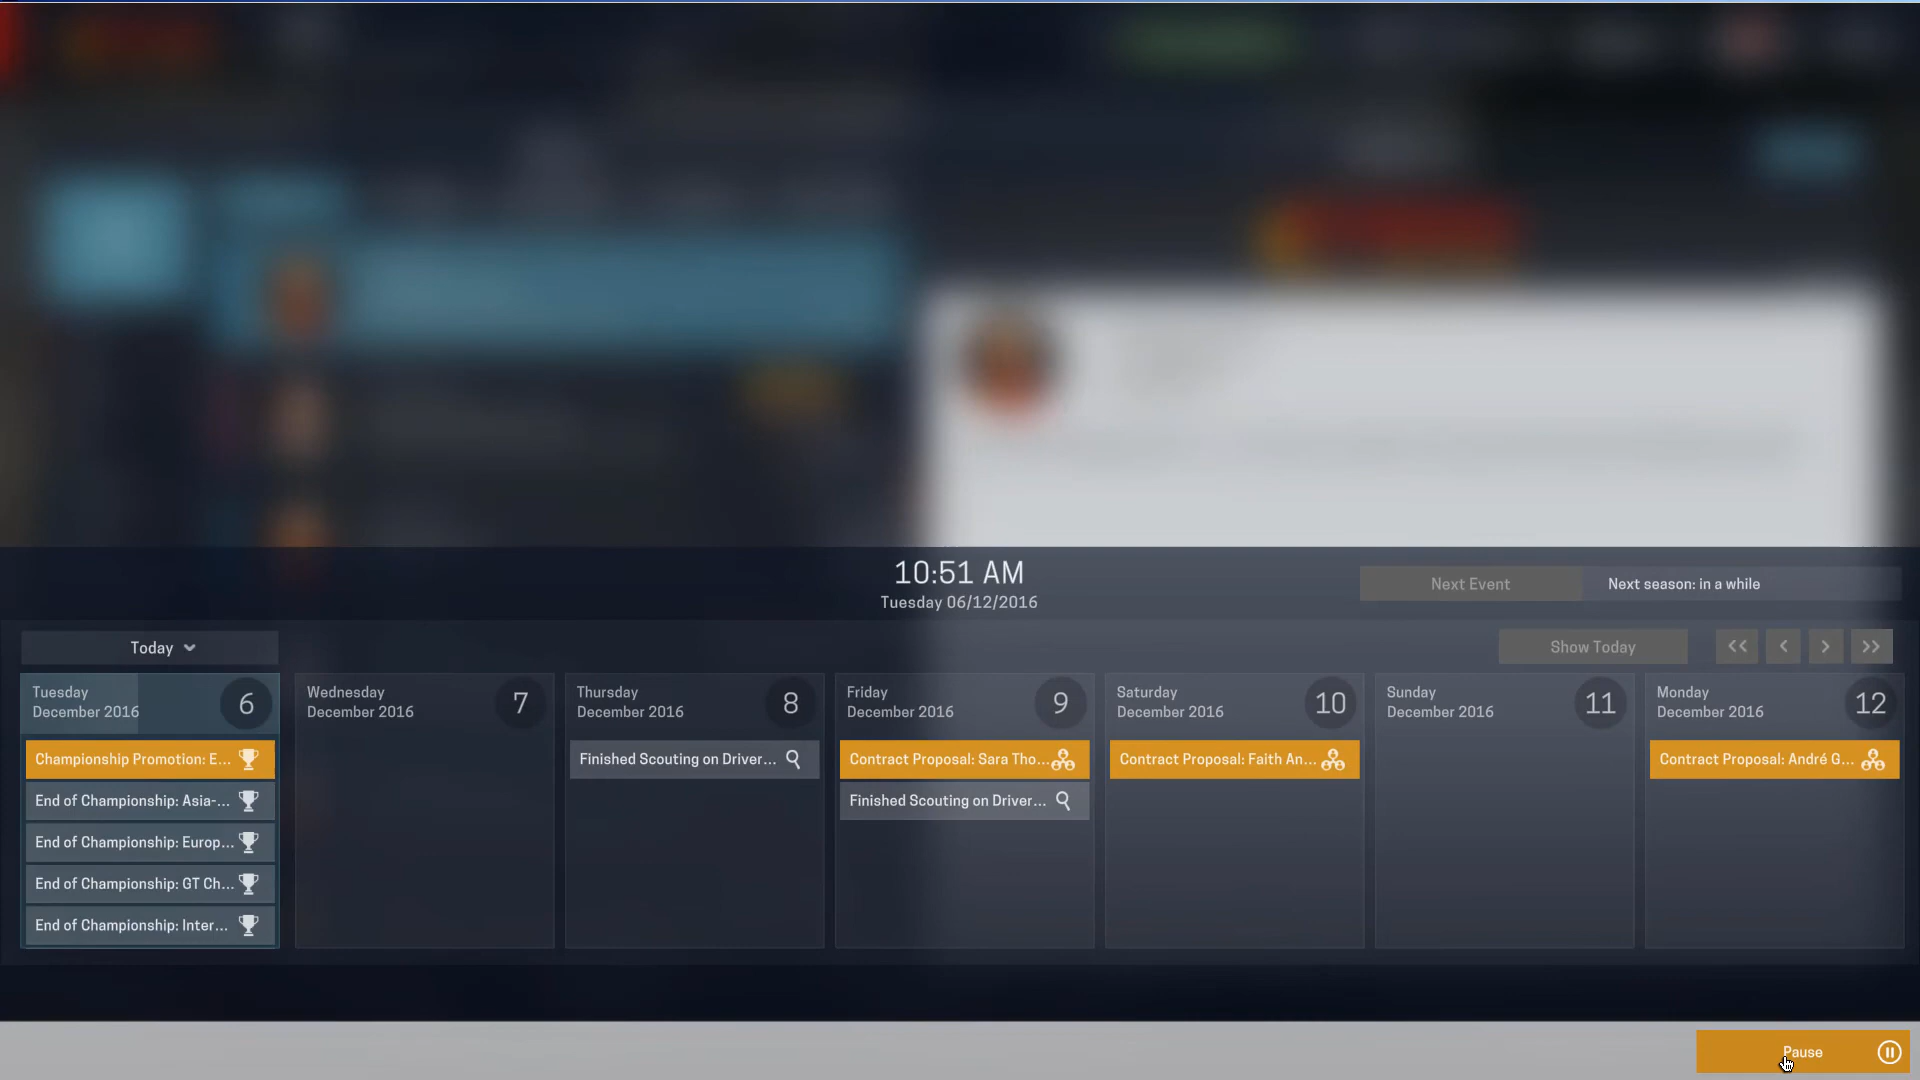 10:51 AM
Tuesday 06/12/2016
Next Event
Next season: in a while
Today
Show Today
Tuesday
December 2016
6
Wednesday
December 2016
7
Thursday
December 2016
8
Friday
December 2016
9
Saturday
December 2016
10
Sunday
December 2016
11
Monday
December 2016
12
Championship Promotion: E...
End of Championship: Asia-...
End of Championship: Europ...
End of Championship: GT Ch...
End of Championship: Inter...
Finished Scouting on Driver...
Contract Proposal: Sara Tho...
Finished Scouting on Driver...
Contract Proposal: Faith An...
Contract Proposal: André G...
Pause